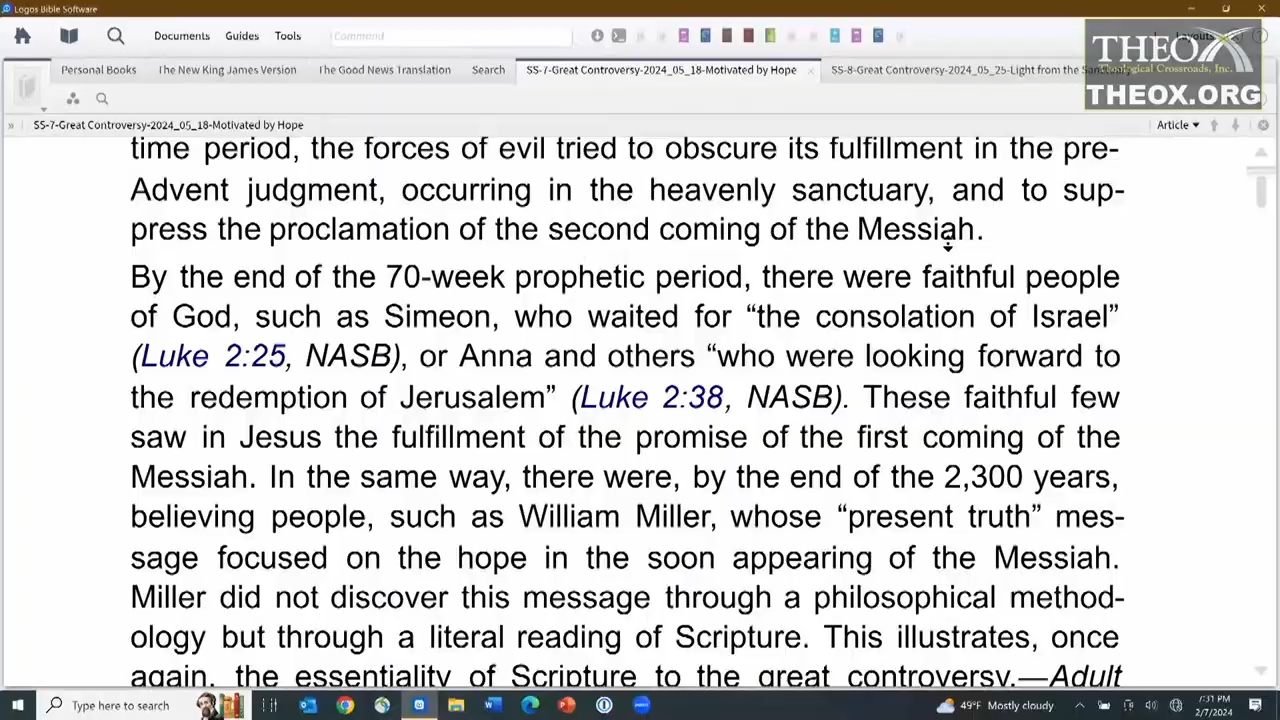 Logos Bible Software
Documents Guides Tools Command
THEOX
Theological Crossroads, Inc.
THEOX.ORG
Personal Books The New King James Version SS-7-Great Controversy-2024_05_18-Motivated by Hope SS-8-Great Controversy-2024_05_25-Light from the
SS-7-Great Controversy-2024_05_18-Motivated by Hope Article
time period, the forces of evil tried to obscure its fulfillment in the pre-
Advent judgment, occurring in the heavenly sanctuary, and to sup-
press the proclamation of the second coming of the Messiah.
By the end of the 70-week prophetic period, there were faithful people
of God, such as Simeon, who waited for “the consolation of Israel”
(Luke 2:25, NASB), or Anna and others “who were looking forward to
the redemption of Jerusalem” (Luke 2:38, NASB). These faithful few
saw in Jesus the fulfillment of the promise of the first coming of the
Messiah. In the same way, there were, by the end of the 2,300 years,
believing people, such as William Miller, whose “present truth” mes-
sage focused on the hope in the soon appearing of the Messiah.
Miller did not discover this message through a philosophical method-
ology but through a literal reading of Scripture. This illustrates, once
again, the essentiality of Scripture to the great controversy.—Adult
Type here to search 49°F Mostly cloudy 7:31 PM
2/7/2024